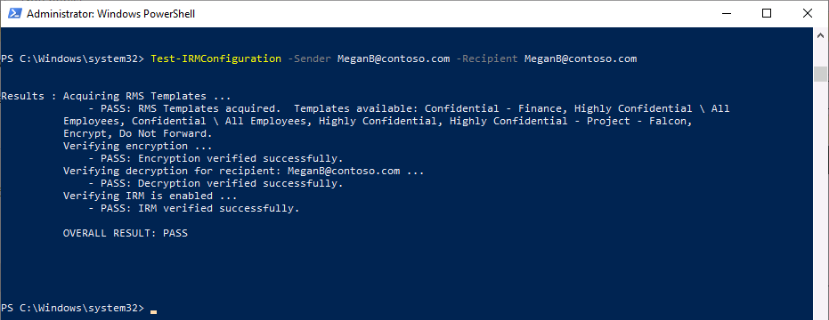 Administrator: Windows PowerShell
PS C:\Windows\system32> Test-IRMConfiguration -Sender MeganB@contoso.com -Recipient MeganB@contoso.com
Results : Acquiring RMS Templates ...
- PASS: RMS Templates acquired.  Templates available: Confidential - Finance, Highly Confidential \ All
Employees, Confidential \ All Employees, Highly Confidential, Highly Confidential - Project - Falcon,
Encrypt, Do Not Forward.
Verifying encryption ...
- PASS: Encryption verified successfully.
Verifying decryption for recipient: MeganB@contoso.com ...
- PASS: Decryption verified successfully.
Verifying IRM is enabled ...
- PASS: IRM verified successfully.
OVERALL RESULT: PASS
PS C:\Windows\system32>